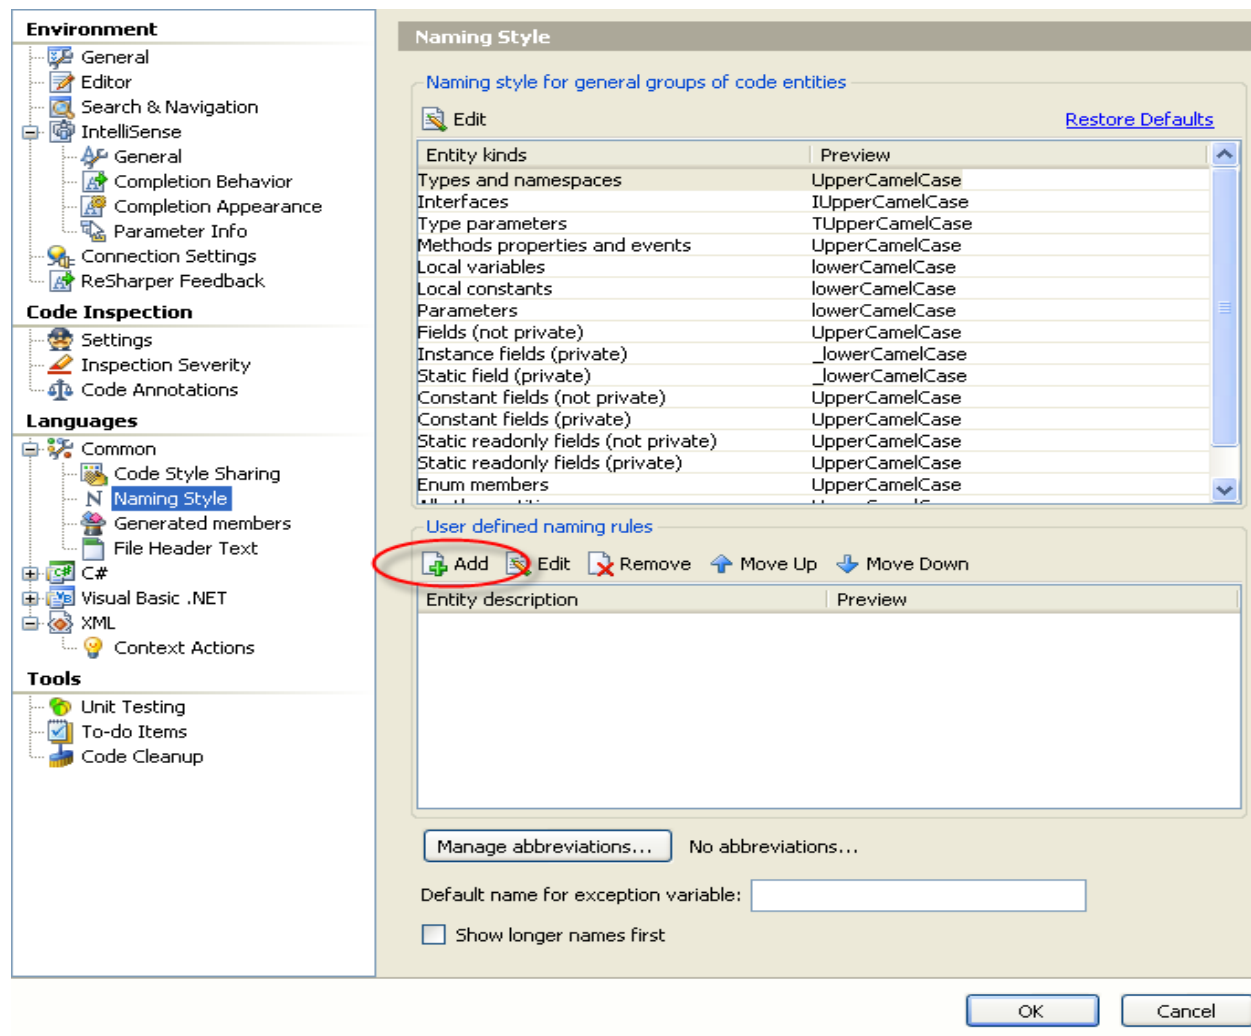 Environment
General
Editor
Search & Navigation
IntelliSense
General
Completion Behavior
Completion Appearance
Parameter Info
Connection Settings
ReSharper Feedback
Code Inspection
Settings
Inspection Severity
Code Annotations
Languages
Common
Code Style Sharing
N Naming Style
Generated members
File Header Text
C#
Visual Basic .NET
XML
Context Actions
Tools
Unit Testing
To-do Items
Code Cleanup
Naming Style
Naming style for general groups of code entities
Edit Restore Defaults
Entity kinds Preview
Types and namespaces UpperCamelCase
Interfaces IUpperCamelCase
Type parameters TUpperCamelCase
Methods properties and events UpperCamelCase
Local variables lowerCamelCase
Local constants lowerCamelCase
Parameters lowerCamelCase
Fields (not private) UpperCamelCase
Instance fields (private) _lowerCamelCase
Static field (private) _lowerCamelCase
Constant fields (not private) UpperCamelCase
Constant fields (private) UpperCamelCase
Static readonly fields (not private) UpperCamelCase
Static readonly fields (private) UpperCamelCase
Enum members UpperCamelCase
User defined naming rules
Add Edit Remove Move Up Move Down
Entity description Preview
Manage abbreviations... No abbreviations...
Default name for exception variable:
Show longer names first
OK Cancel